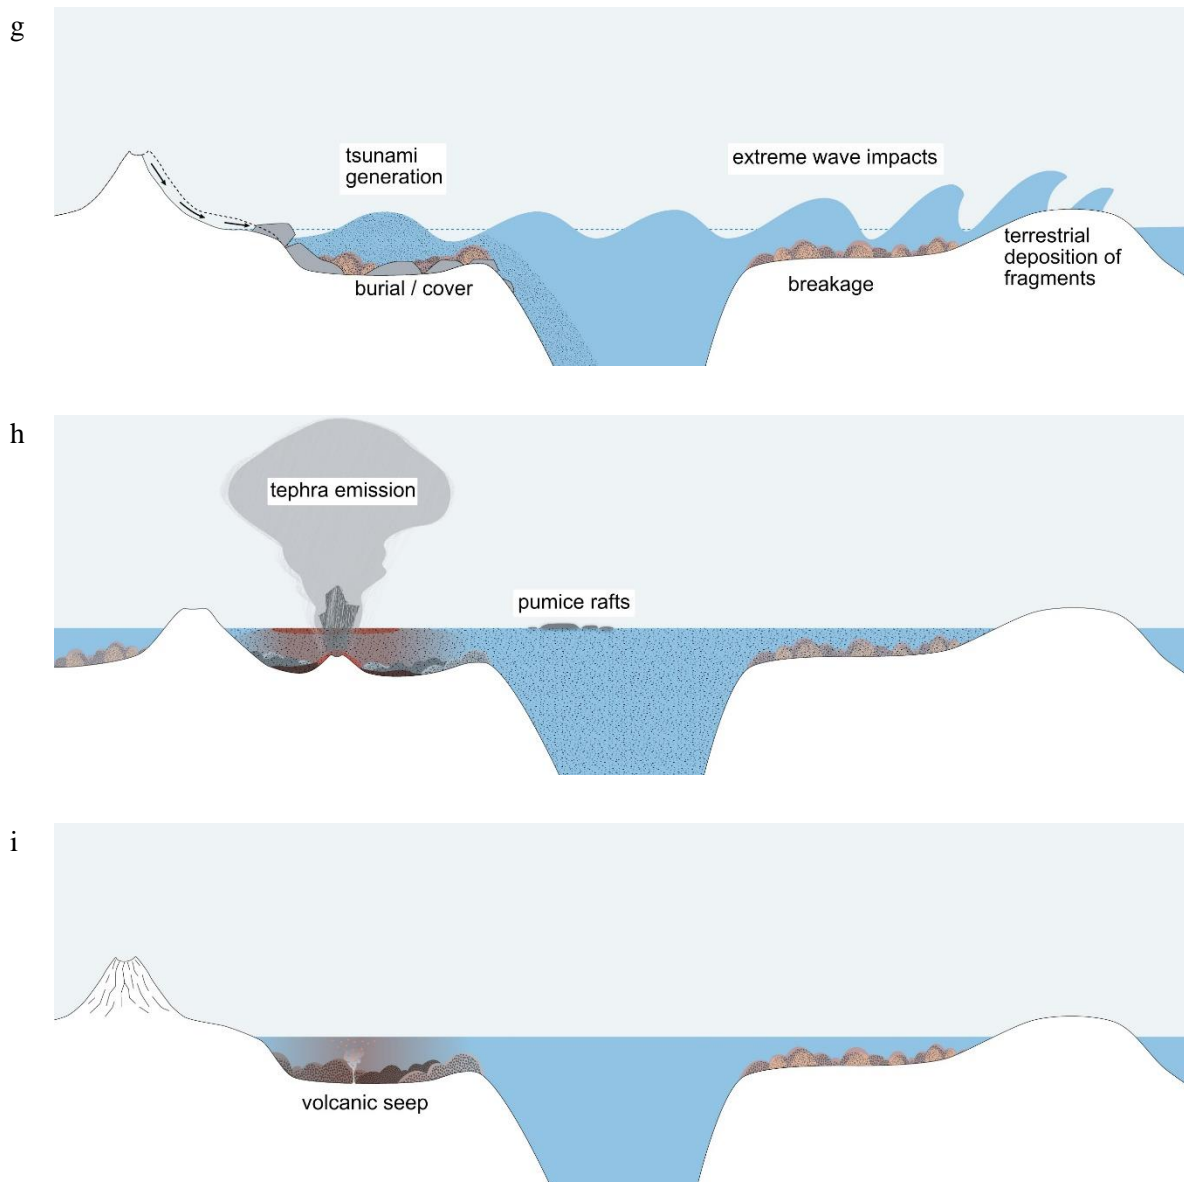 g
tsunami
generation
extreme wave impacts
burial / cover
breakage
terrestrial
deposition of
fragments
h
tephra emission
pumice rafts
i
volcanic seep